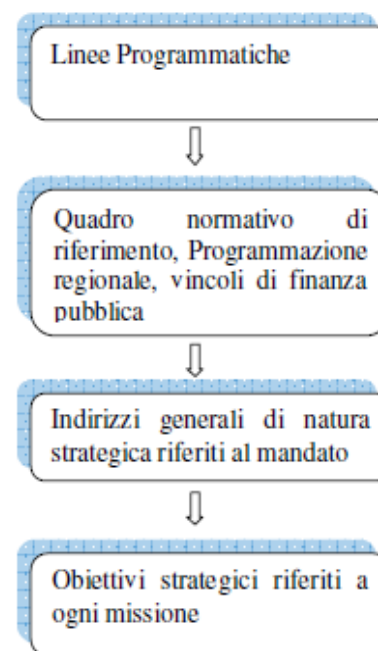 Linee Programmatiche
Quadro normativo di
riferimento, Programmazione
regionale, vincoli di finanza
pubblica
Indirizzi generali di natura
strategica riferiti al mandato
Obiettivi strategici riferiti a
ogni missione